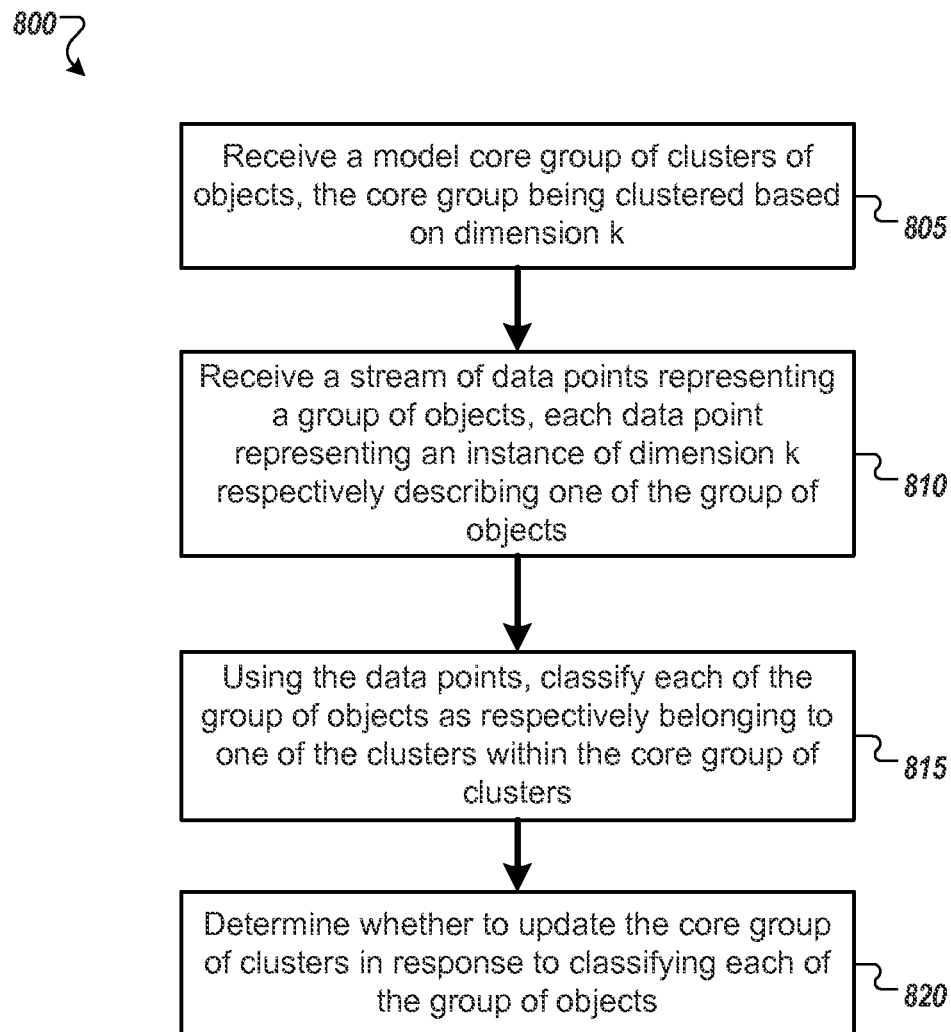 800
Receive a model core group of clusters of
objects, the core group being clustered based
on dimension k
805
Receive a stream of data points representing
a group of objects, each data point
representing an instance of dimension k
respectively describing one of the group of
objects
810
Using the data points, classify each of the
group of objects as respectively belonging to
one of the clusters within the core group of
clusters
815
Determine whether to update the core group
of clusters in response to classifying each of
the group of objects
820